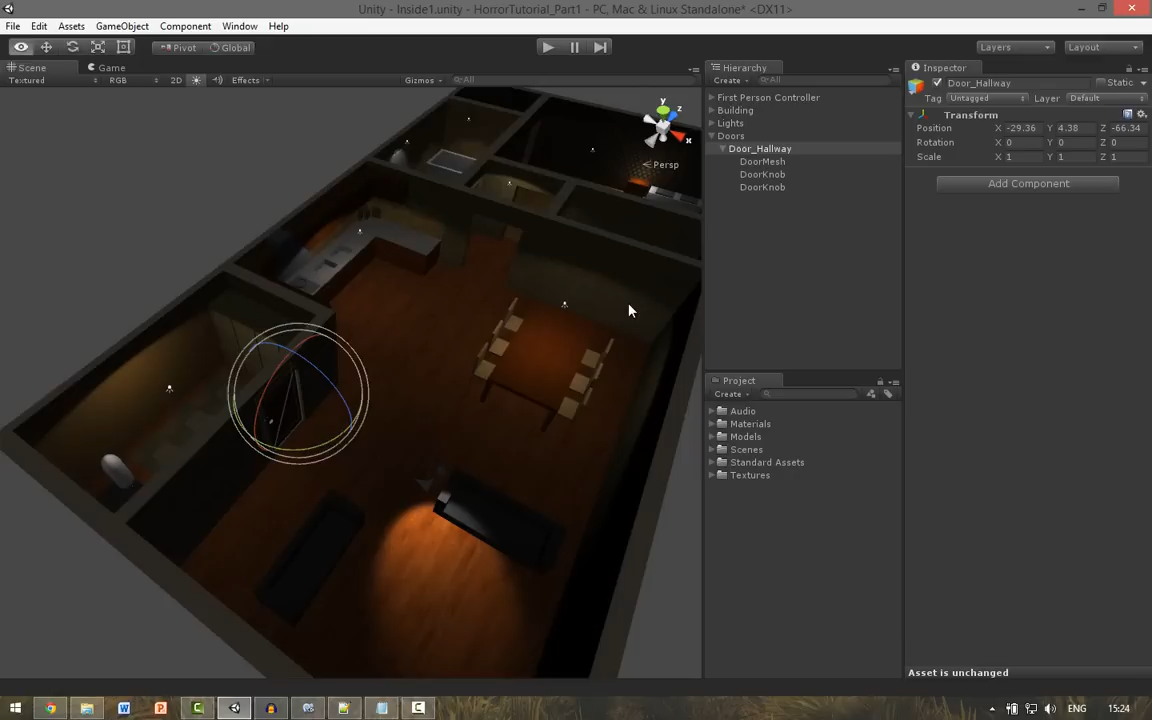 Unity - Inside1.unity - HorrorTutorial_Part1 - PC, Mac & Linux Standalone* <DX11>
File Edit Assets GameObject Component Window Help
Pivot Global Layers Layout
Scene Game
Textured RGB 2D Effects Gizmos All
y z x
Persp
Hierarchy
Create All
First Person Controller
Building
Lights
Doors
Door_Hallway
DoorMesh
DoorKnob
DoorKnob
Project
Create
Audio
Materials
Models
Scenes
Standard Assets
Textures
Inspector
Door_Hallway Static
Tag Untagged Layer Default
Transform
Position X -29.36 Y 4.38 Z -66.34
Rotation X 0 Y 0 Z 0
Scale X 1 Y 1 Z 1
Add Component
Asset is unchanged
ENG 15:24